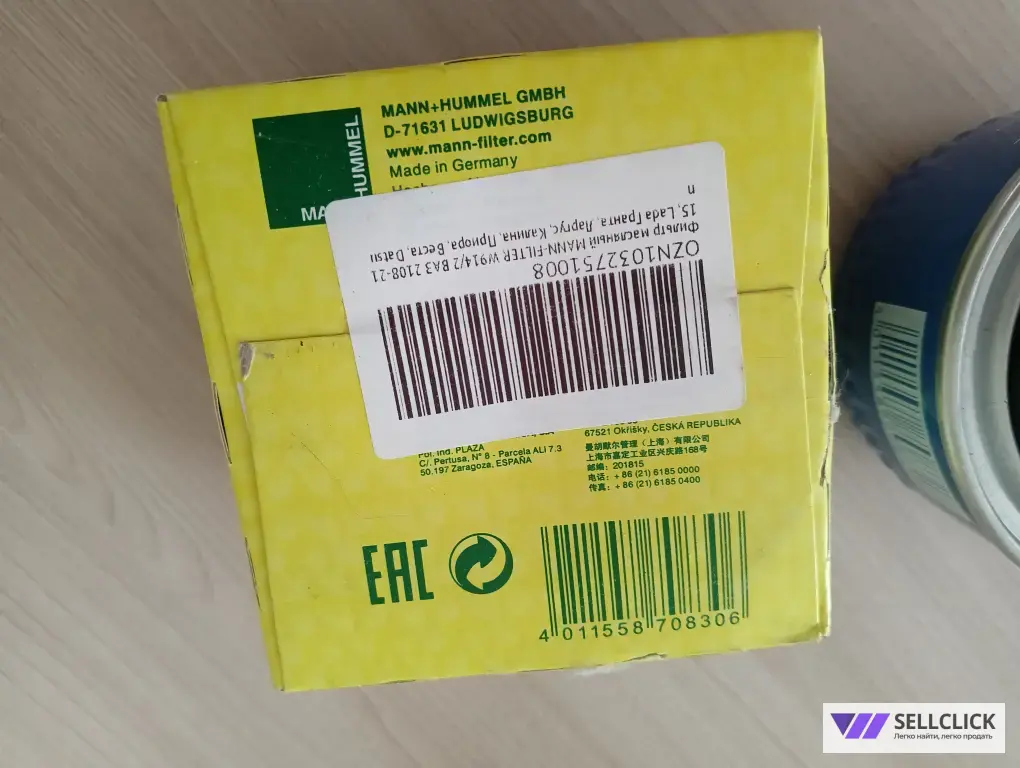 MANN+HUMMEL GMBH
D-71631 LUDWIGSBURG
www.mann-filter.com
Made in Germany
HUMMEL
OZN1032751008
Фильтр масляный MANN-FILTER W914/2 ВАЗ 2108-21
15, Lada Гранта, Ларгус, Калина, Приора, Веста, Datsu
n
Pol. Ind. PLAZA
C/. Pertusa, N° 8 - Parcela ALI 7.3
50.197 Zaragoza, ESPAÑA
67521 Okříšky, ČESKÁ REPUBLIKA
曼胡默尔管理（上海）有限公司
上海市嘉定工业区兴庆路168号
邮编：201815
电话：+ 86 (21) 6185 0000
传真：+ 86 (21) 6185 0400
EAC
4 011558 708306
SELLCLICK
Легко найти, легко продать